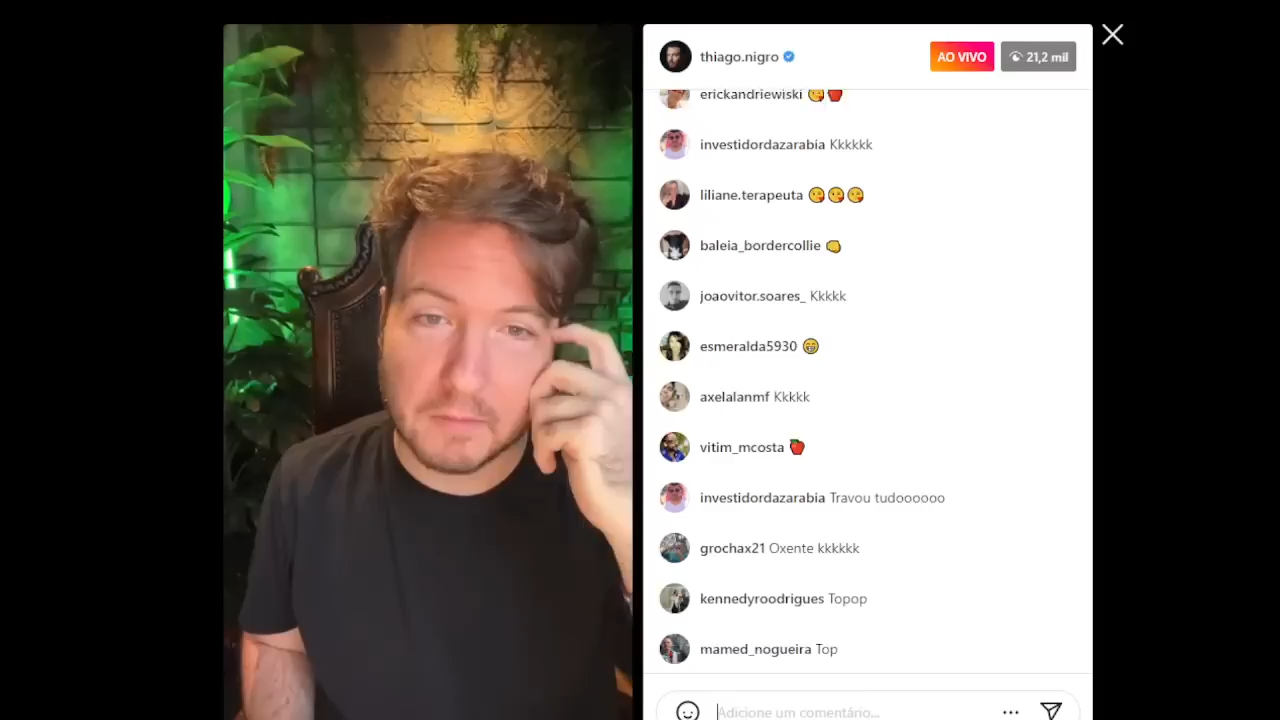 thiago.nigro
AO VIVO
21,2 mil
erickandriewiski
investidordazarabia Kkkkkk
liliane.terapeuta
baleia_bordercollie
joaovitor.soares_ Kkkkk
esmeralda5930
axelalanmf Kkkkk
vitim_mcosta
investidordazarabia Travou tudoooooo
grochax21 Oxente kkkkkk
kennedyroodrigues Topop
mamed_nogueira Top
Adicione um comentário...